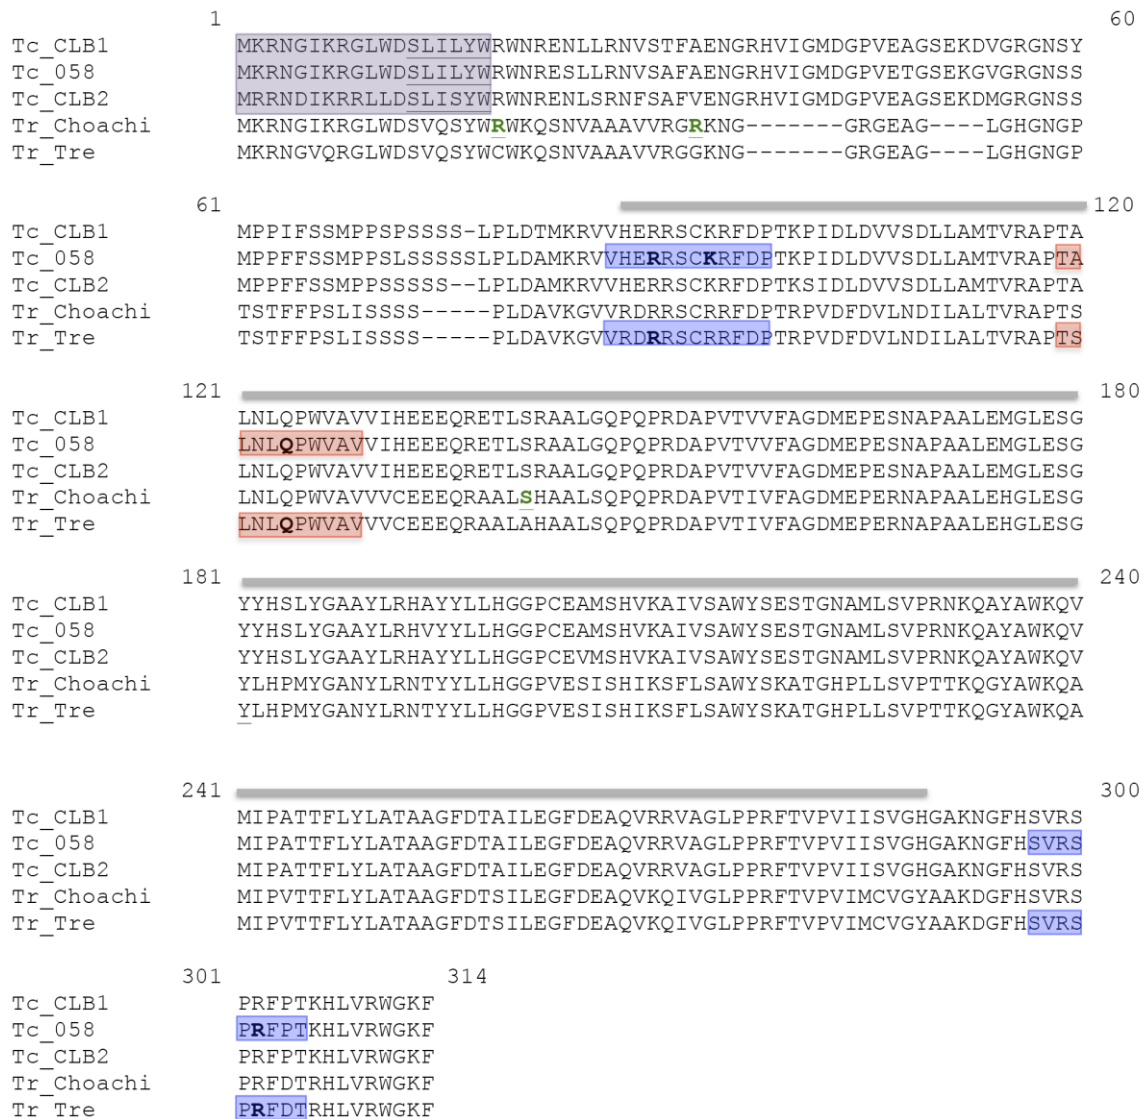 1 60
Tc_CLB1 MKRNGIKRGLWDSLILYWRWNRENLLRNVSTFAENGRHVIGMDGPVEAGSEKDVGRGNSY
Tc_058 MKRNGIKRGLWDSLILYWRWNRESLLRNVSAFAENGRHVIGMDGPVETGSEKGVGRGNSS
Tc_CLB2 MRRNDIKRRLLDSLISYWRWNRENLSRNFSAFVENGRHVIGMDGPVEAGSEKDMGRGNSS
Tr_Choachi MKRNGIKRGLWDSVQSYWRWKQSNVAAAVVRGRKNG-------GRGEAG----LGHGNGP
Tr_Tre MKRNGVQRGLWDSVQSYWCWKQSNVAAAVVRGGKNG-------GRGEAG----LGHGNGP
61 120
Tc_CLB1 MPPIFSSMPPSPSSSS-LPLDTMKRVVHERRSCKRFDPTKPIDLDVVSDLLAMTVRAPTA
Tc_058 MPPFFSSMPPSLSSSSSLPLDAMKRVVHERRSCKRFDPTKPIDLDVVSDLLAMTVRAPTA
Tc_CLB2 MPPFFSSMPPSLSSS--LPLDAMKRVVHERRSCKRFDPTKSIDLDVVSDLLAMTVRAPTA
Tr_Choachi TSTFFPSLISSSS-----PLDAVKGVVRDRRSCRRFDPTRPVDFDVLNDILALTVRAPTS
Tr_Tre TSTFFPSLISSSS-----PLDAVKGVVRDRRSCRRFDPTRPVDFDVLNDILALTVRAPTS
121 180
Tc_CLB1 LNLQPWVAVVIHEEEQRETLSRAALGQPQPRDAPVTVVFAGDMEPESNAPAALEMGLESG
Tc_058 LNLQPWVAVVIHEEEQRETLSRAALGQPQPRDAPVTVVFAGDMEPESNAPAALEMGLESG
Tc_CLB2 LNLQPWVAVVIHEEEQRETLSRAALGQPQPRDAPVTVVFAGDMEPESNAPAALEMGLESG
Tr_Choachi LNLQPWVAVVVCEEEQRAALSHAALSQPQPRDAPVTIVFAGDMEPERNAPAALEHGLESG
Tr_Tre LNLQPWVAVVVCEEEQRAALAHAALSQPQPRDAPVTIVFAGDMEPERNAPAALEHGLESG
181 240
Tc_CLB1 YYHSLYGAAYLRHAYYLLHGGPCEAMSHVKAIVSAWYSESTGNAMLSVPRNKQAYAWKQV
Tc_058 YYHSLYGAAYLRHVYYLLHGGPCEAMSHVKAIVSAWYSESTGNAMLSVPRNKQAYAWKQV
Tc_CLB2 YYHSLYGAAYLRHAYYLLHGGPCEVMSHVKAIVSAWYSESTGNAMLSVPRNKQAYAWKQV
Tr_Choachi YLHPMYGANYLRNTYYLLHGGPVESISHIKSFLSAWYSKATGHPLLSVPTTKQGYAWKQA
Tr_Tre YLHPMYGANYLRNTYYLLHGGPVESISHIKSFLSAWYSKATGHPLLSVPTTKQGYAWKQA
241 300
Tc_CLB1 MIPATTFLYLATAAGFDTAILEGFDEAQVRRVAGLPPRFTVPVIISVGHGAKNGFHSVRS
Tc_058 MIPATTFLYLATAAGFDTAILEGFDEAQVRRVAGLPPRFTVPVIISVGHGAKNGFHSVRS
Tc_CLB2 MIPATTFLYLATAAGFDTAILEGFDEAQVRRVAGLPPRFTVPVIISVGHGAKNGFHSVRS
Tr_Choachi MIPVTTFLYLATAAGFDTSILEGFDEAQVKQIVGLPPRFTVPVIMCVGYAAKDGFHSVRS
Tr_Tre MIPVTTFLYLATAAGFDTSILEGFDEAQVKQIVGLPPRFTVPVIMCVGYAAKDGFHSVRS
301 314
Tc_CLB1 PRFPTKHLVRWGKF
Tc_058 PRFPTKHLVRWGKF
Tc_CLB2 PRFPTKHLVRWGKF
Tr_Choachi PRFDTRHLVRWGKF
Tr_Tre PRFDTRHLVRWGKF